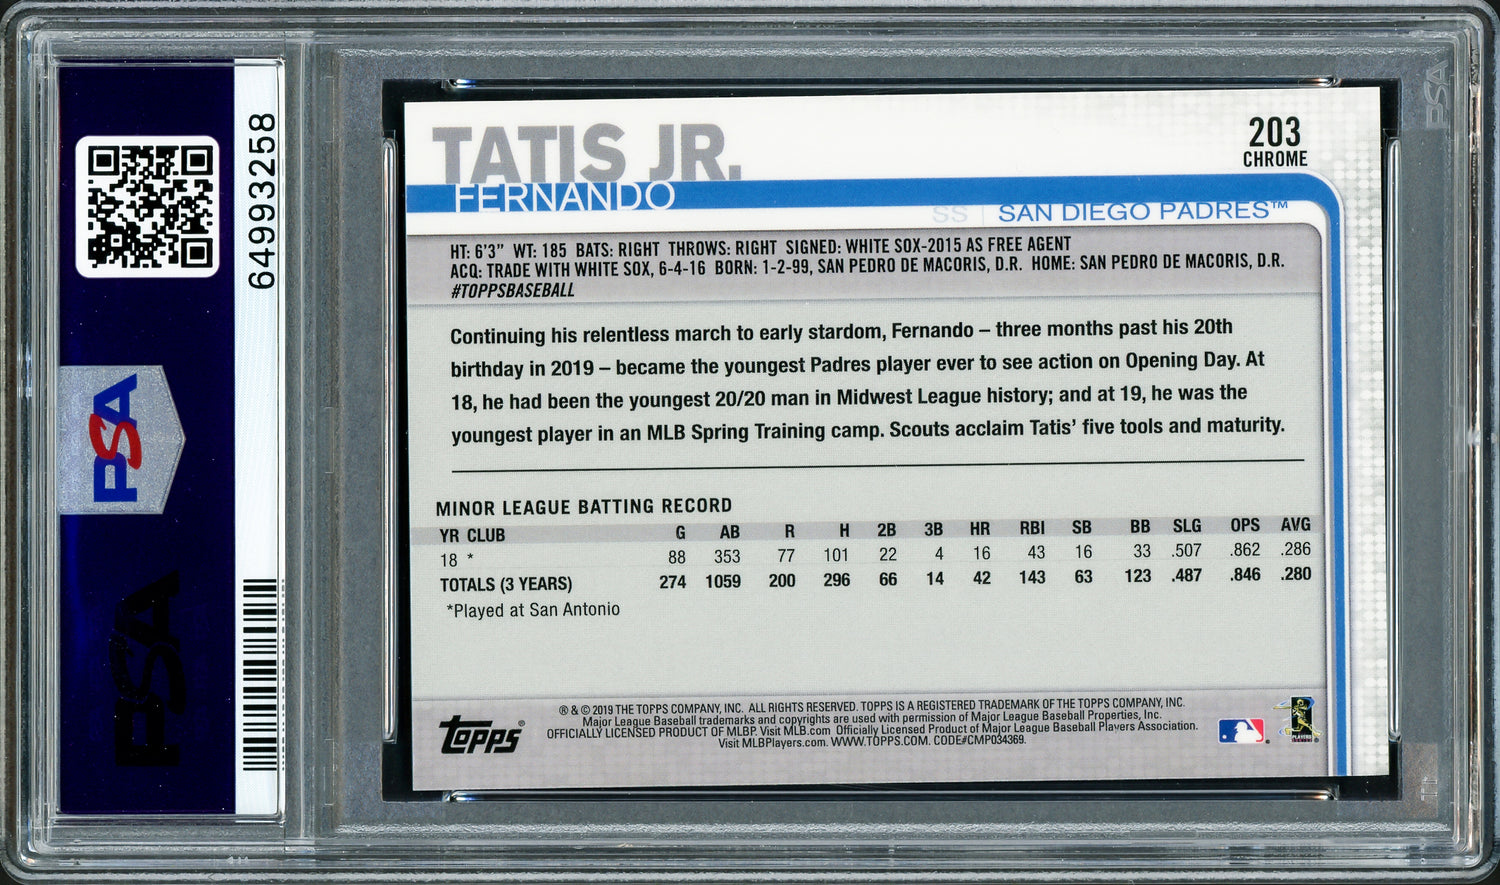 64993258
PSA
PSA
PSA
TATIS JR.
FERNANDO
203
CHROME
SS | SAN DIEGO PADRES™
HT: 6'3" WT: 185 BATS: RIGHT THROWS: RIGHT SIGNED: WHITE SOX-2015 AS FREE AGENT
ACQ: TRADE WITH WHITE SOX, 6-4-16 BORN: 1-2-99, SAN PEDRO DE MACORIS, D.R. HOME: SAN PEDRO DE MACORIS, D.R.
#TOPPSBASEBALL
Continuing his relentless march to early stardom, Fernando – three months past his 20th
birthday in 2019 – became the youngest Padres player ever to see action on Opening Day. At
18, he had been the youngest 20/20 man in Midwest League history; and at 19, he was the
youngest player in an MLB Spring Training camp. Scouts acclaim Tatis' five tools and maturity.
MINOR LEAGUE BATTING RECORD
YR CLUB G AB R H 2B 3B HR RBI SB BB SLG OPS AVG
18 * 88 353 77 101 22 4 16 43 16 33 .507 .862 .286
TOTALS (3 YEARS) 274 1059 200 296 66 14 42 143 63 123 .487 .846 .280
*Played at San Antonio
Topps®
® & © 2019 THE TOPPS COMPANY, INC. ALL RIGHTS RESERVED. TOPPS IS A REGISTERED TRADEMARK OF THE TOPPS COMPANY, INC.
Major League Baseball trademarks and copyrights are used with permission of Major League Baseball Properties, Inc.
OFFICIALLY LICENSED PRODUCT OF MLBP. Visit MLB.com Officially Licensed Product of Major League Baseball Players Association.
Visit MLBPlayers.com. WWW.TOPPS.COM. CODE#CMP034369.
PLAYERS